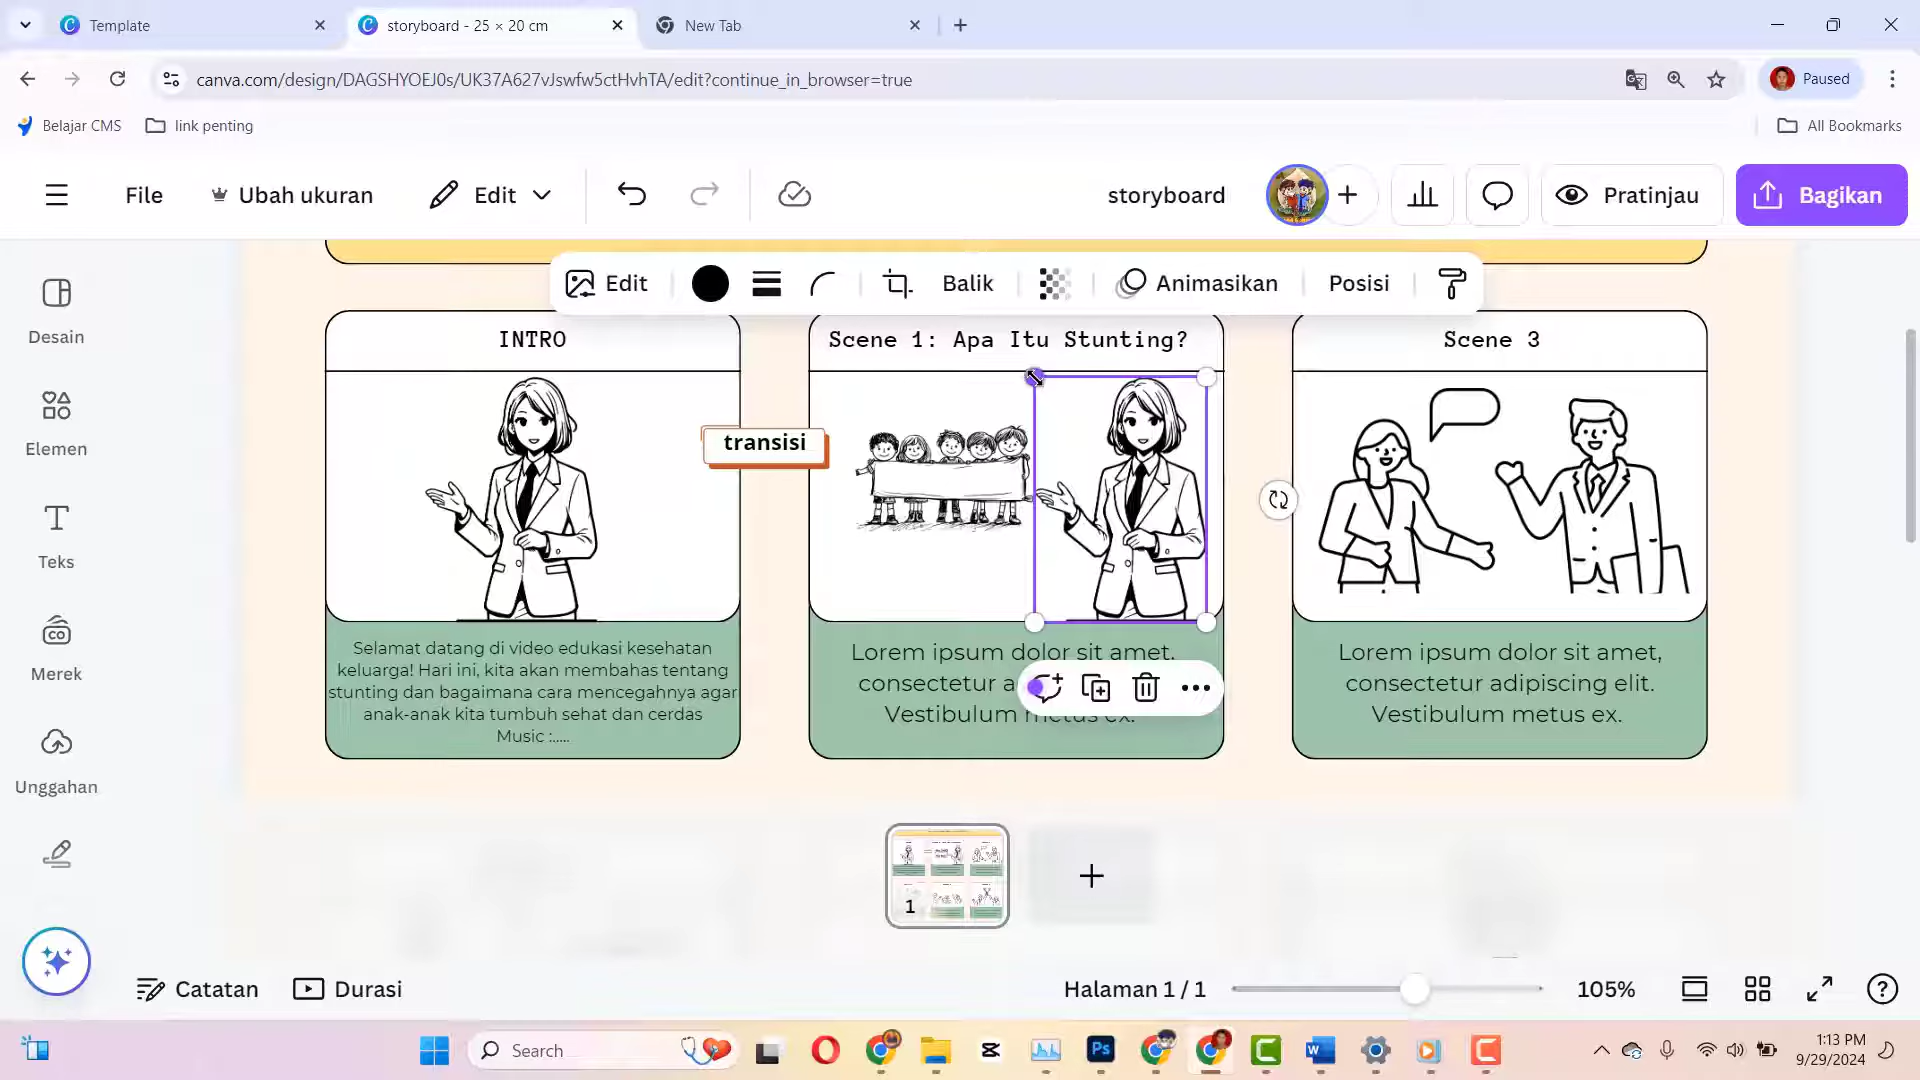 Template
storyboard - 25 × 20 cm
New Tab
canva.com/design/DAGSHYOEJ0s/UK37A627vJswfw5ctHvhTA/edit?continue_in_browser=true
Paused
Belajar CMS
link penting
All Bookmarks
File
Ubah ukuran
Edit
storyboard
Pratinjau
Bagikan
Edit
Balik
Animasikan
Posisi
Desain
Elemen
Teks
Merek
Unggahan
INTRO
Scene 1: Apa Itu Stunting?
Scene 3
transisi
Selamat datang di video edukasi kesehatan
keluarga! Hari ini, kita akan membahas tentang
stunting dan bagaimana cara mencegahnya agar
anak-anak kita tumbuh sehat dan cerdas
Music :.....
Lorem ipsum dolor sit amet,
consectetur a
Vestibulum metus ex.
Lorem ipsum dolor sit amet,
consectetur adipiscing elit.
Vestibulum metus ex.
1
Catatan
Durasi
Halaman 1 / 1
105%
Search
1:13 PM
9/29/2024